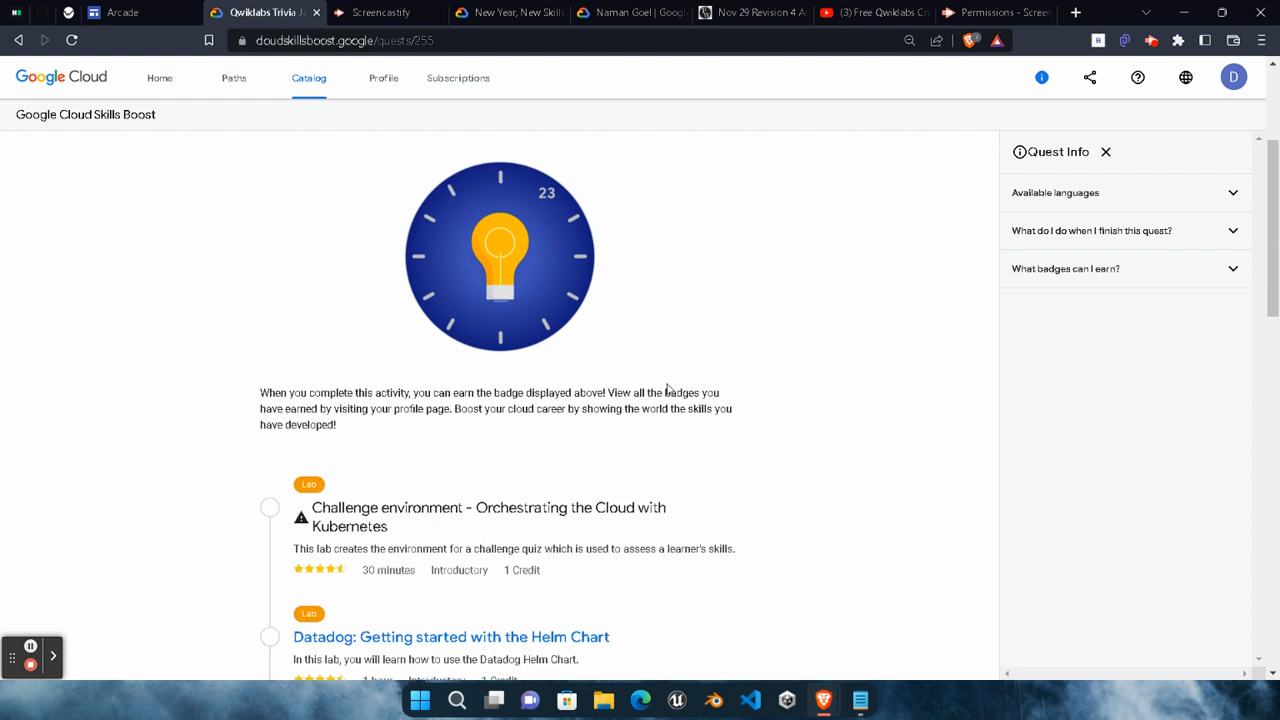 Arcade
Qwiklabs Trivia J
Screencastify
New Year, New Skills
Naman Goel | Goog
Nov 29 Revision 4 A
(3) Free Qwiklabs Cr
Permissions - Screen
cloudskillsboost.google/quests/255
Google Cloud
Home
Paths
Catalog
Profile
Subscriptions
D
Google Cloud Skills Boost
23
Quest Info
Available languages
What do I do when I finish this quest?
What badges can I earn?
When you complete this activity, you can earn the badge displayed above! View all the badges you
have earned by visiting your profile page. Boost your cloud career by showing the world the skills you
have developed!
Lab
Challenge environment - Orchestrating the Cloud with
Kubernetes
This lab creates the environment for a challenge quiz which is used to assess a learner's skills.
30 minutes Introductory 1 Credit
Lab
Datadog: Getting started with the Helm Chart
In this lab, you will learn how to use the Datadog Helm Chart.
1 hour Introductory 1 Credit